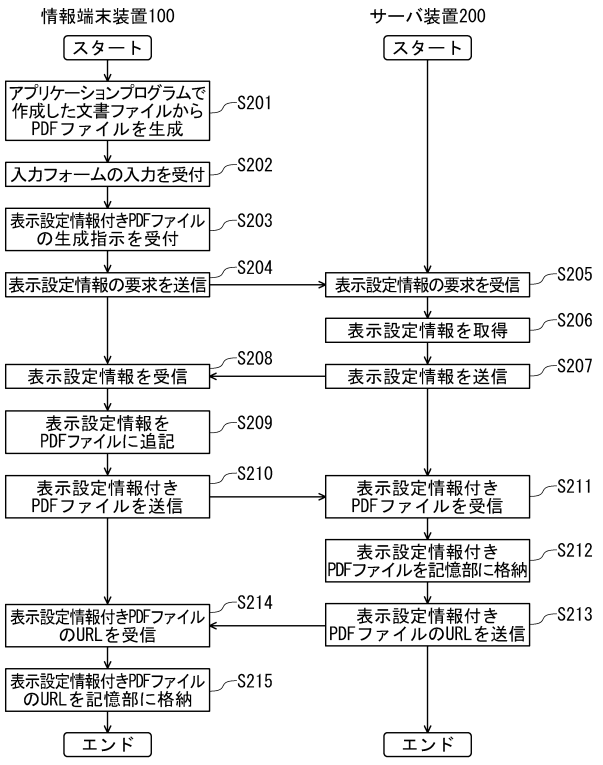 情報端末装置100
サーバ装置200
スタート
スタート
アプリケーションプログラムで
作成した文書ファイルから
PDFファイルを生成
S201
入力フォームの入力を受付
S202
表示設定情報付きPDFファイル
の生成指示を受付
S203
表示設定情報の要求を送信
S204
表示設定情報の要求を受信
S205
表示設定情報を取得
S206
表示設定情報を送信
S207
表示設定情報を受信
S208
表示設定情報を
PDFファイルに追記
S209
表示設定情報付き
PDFファイルを送信
S210
表示設定情報付き
PDFファイルを受信
S211
表示設定情報付き
PDFファイルを記憶部に格納
S212
表示設定情報付き
PDFファイルのURLを送信
S213
表示設定情報付きPDFファイル
のURLを受信
S214
表示設定情報付きPDFファイル
のURLを記憶部に格納
S215
エンド
エンド